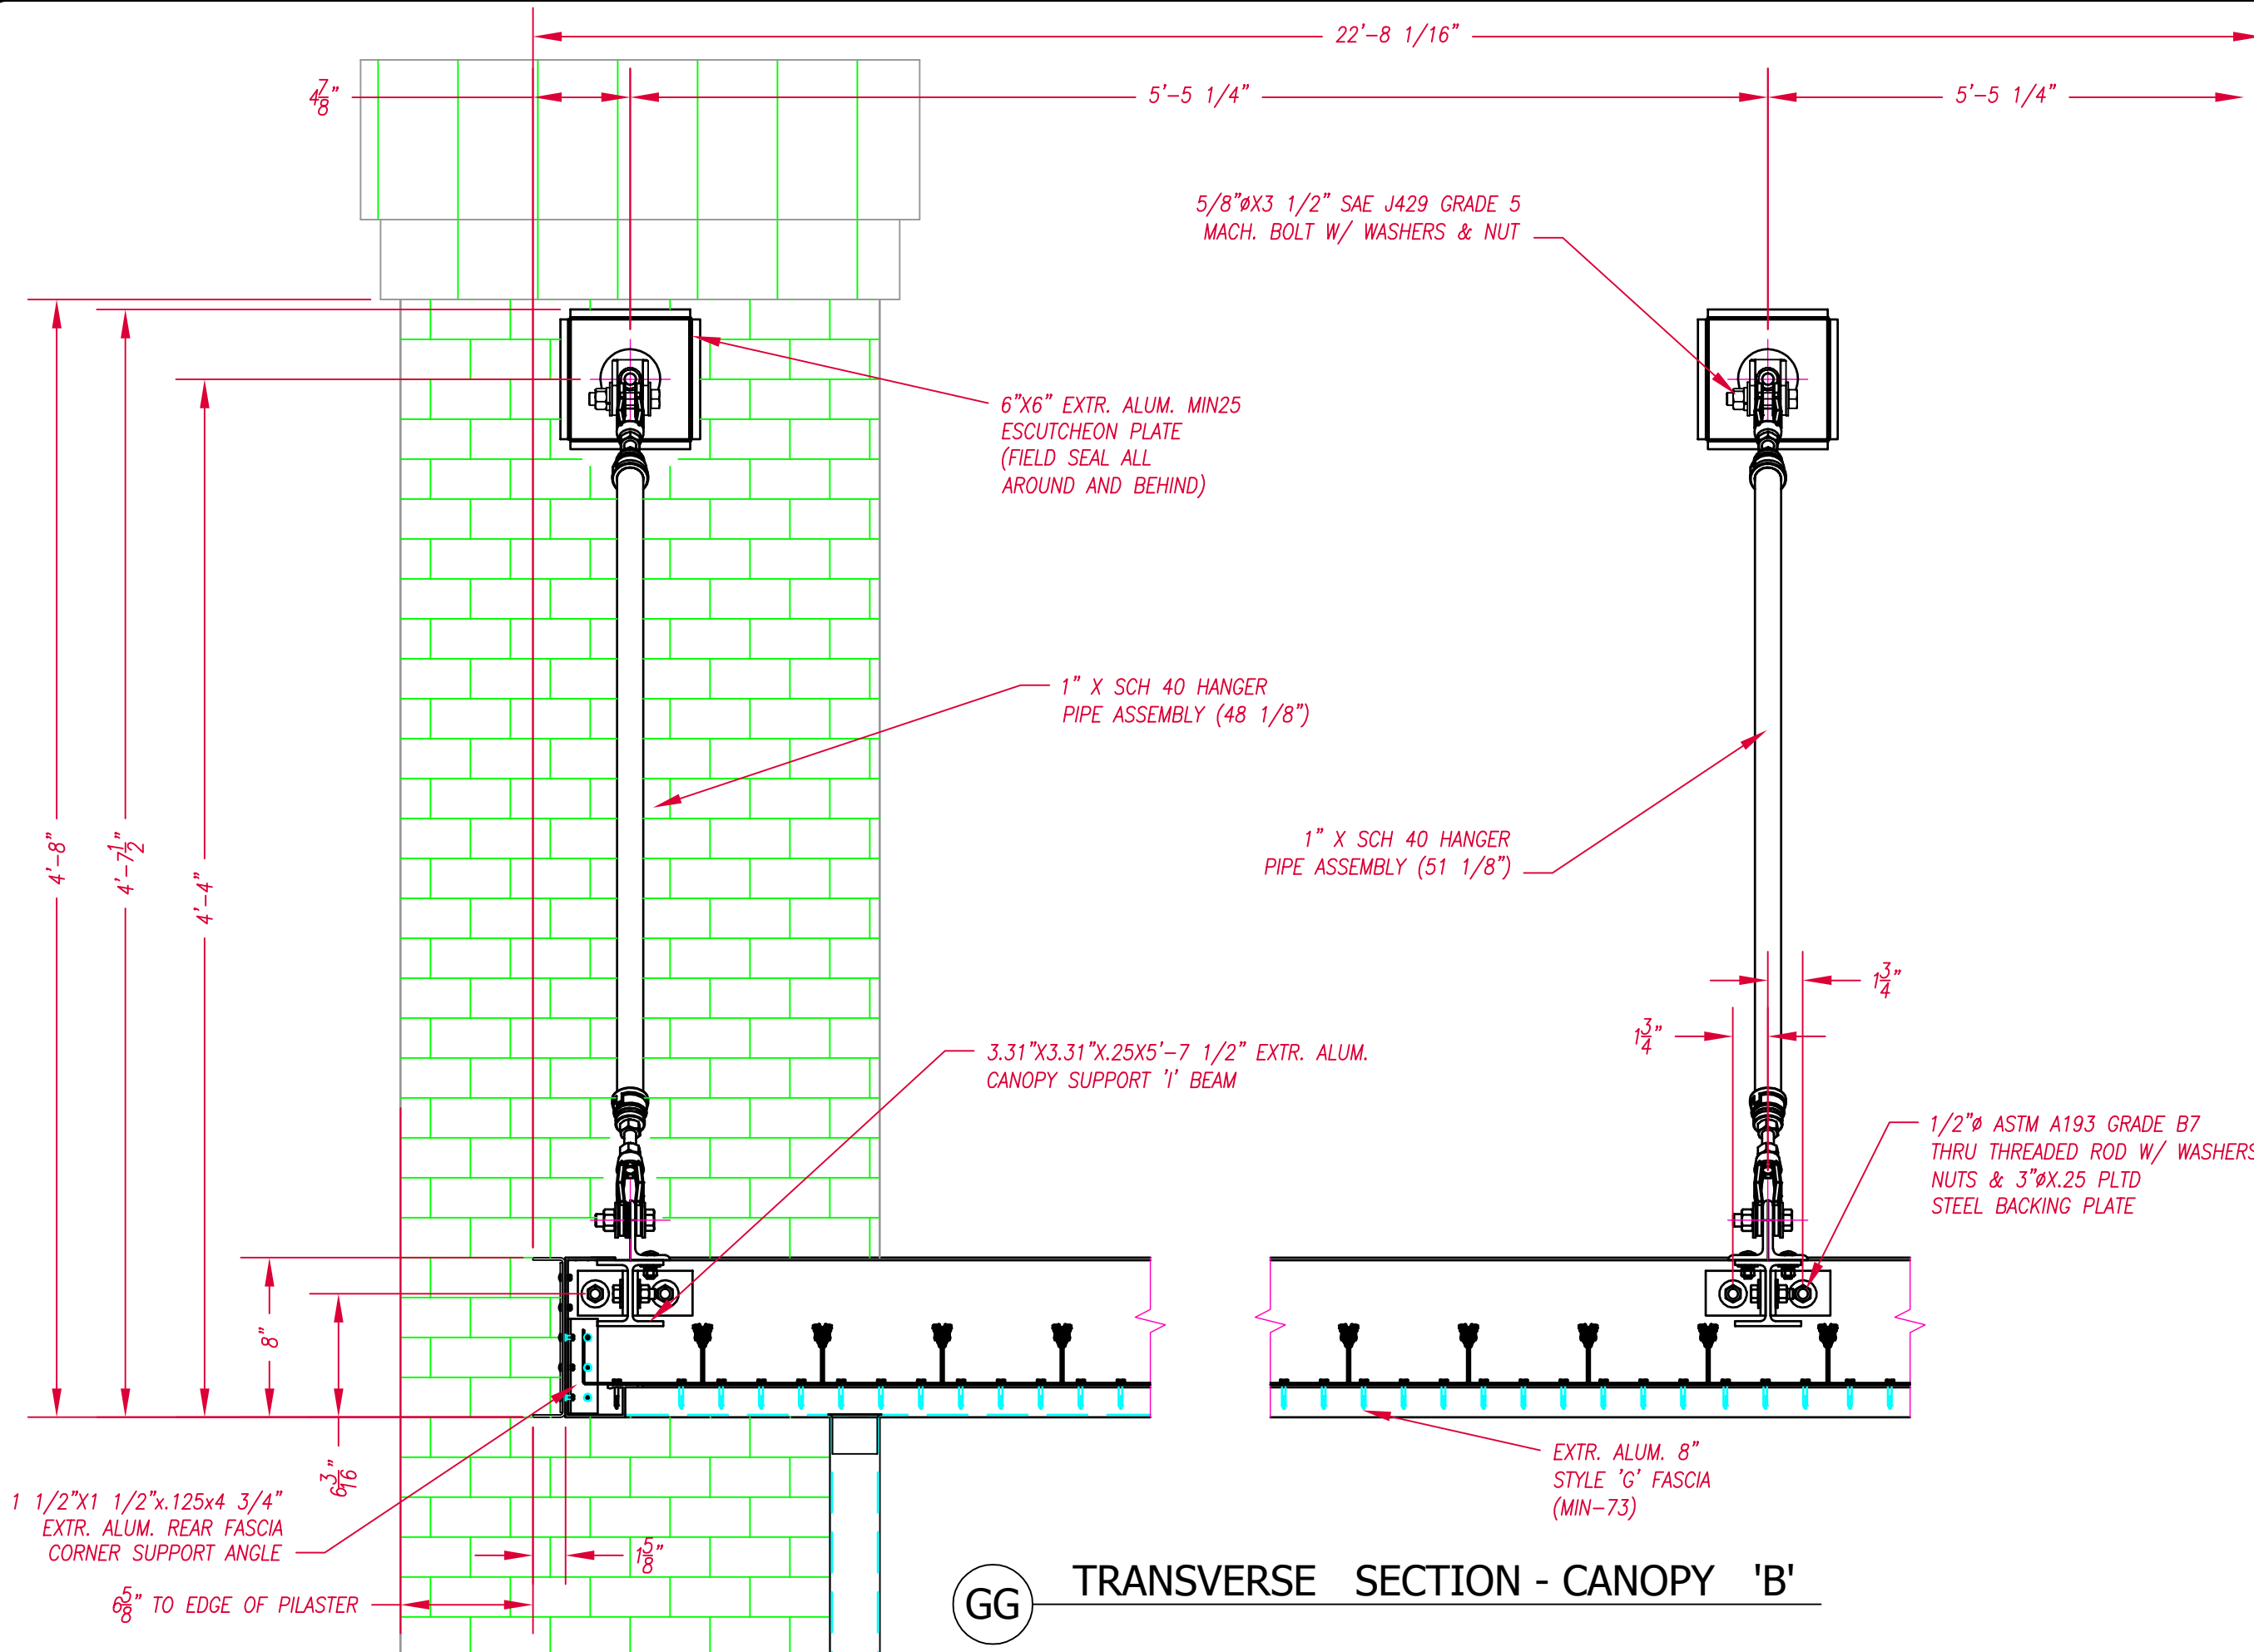 22'-8 1/16"
4 7/8"
5'-5 1/4"
5'-5 1/4"
5/8"øX3 1/2" SAE J429 GRADE 5
MACH. BOLT W/ WASHERS & NUT
6"X6" EXTR. ALUM. MIN25
ESCUTCHEON PLATE
(FIELD SEAL ALL
AROUND AND BEHIND)
1" X SCH 40 HANGER
PIPE ASSEMBLY (48 1/8")
1" X SCH 40 HANGER
PIPE ASSEMBLY (51 1/8")
4'-8"
4'-7 1/2"
4'-4"
1 3/4"
1 3/4"
3.31"X3.31"X.25X5'-7 1/2" EXTR. ALUM.
CANOPY SUPPORT 'I' BEAM
1/2"ø ASTM A193 GRADE B7
THRU THREADED ROD W/ WASHERS
NUTS & 3"øX.25 PLTD
STEEL BACKING PLATE
8"
6 3/16"
EXTR. ALUM. 8"
STYLE 'G' FASCIA
(MIN-73)
1 1/2"X1 1/2"x.125x4 3/4"
EXTR. ALUM. REAR FASCIA
CORNER SUPPORT ANGLE
1 5/8"
6 5/8" TO EDGE OF PILASTER
GG TRANSVERSE SECTION - CANOPY 'B'